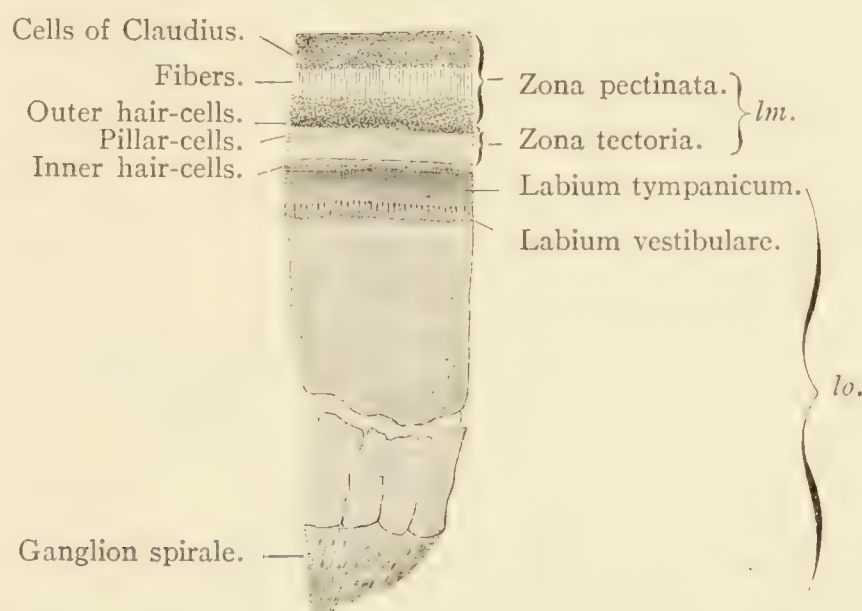 Cells of Claudius.
Fibers.
Outer hair-cells.
Pillar-cells.
Inner hair-cells.
Zona pectinata.
lm.
Zona tectoria.
Labium tympanicum.
Labium vestibulare.
lo.
Ganglion spirale.